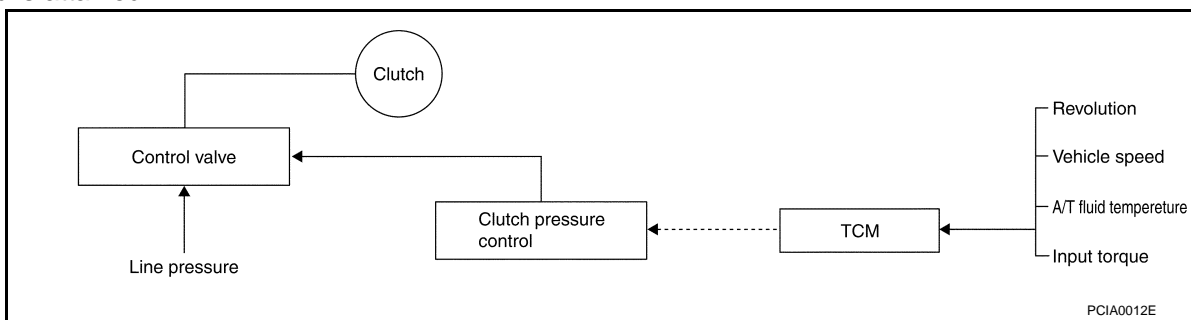 Clutch
Control valve
Line pressure
Clutch pressure
control
TCM
Revolution
Vehicle speed
A/T fluid tempereture
Input torque
PCIA0012E